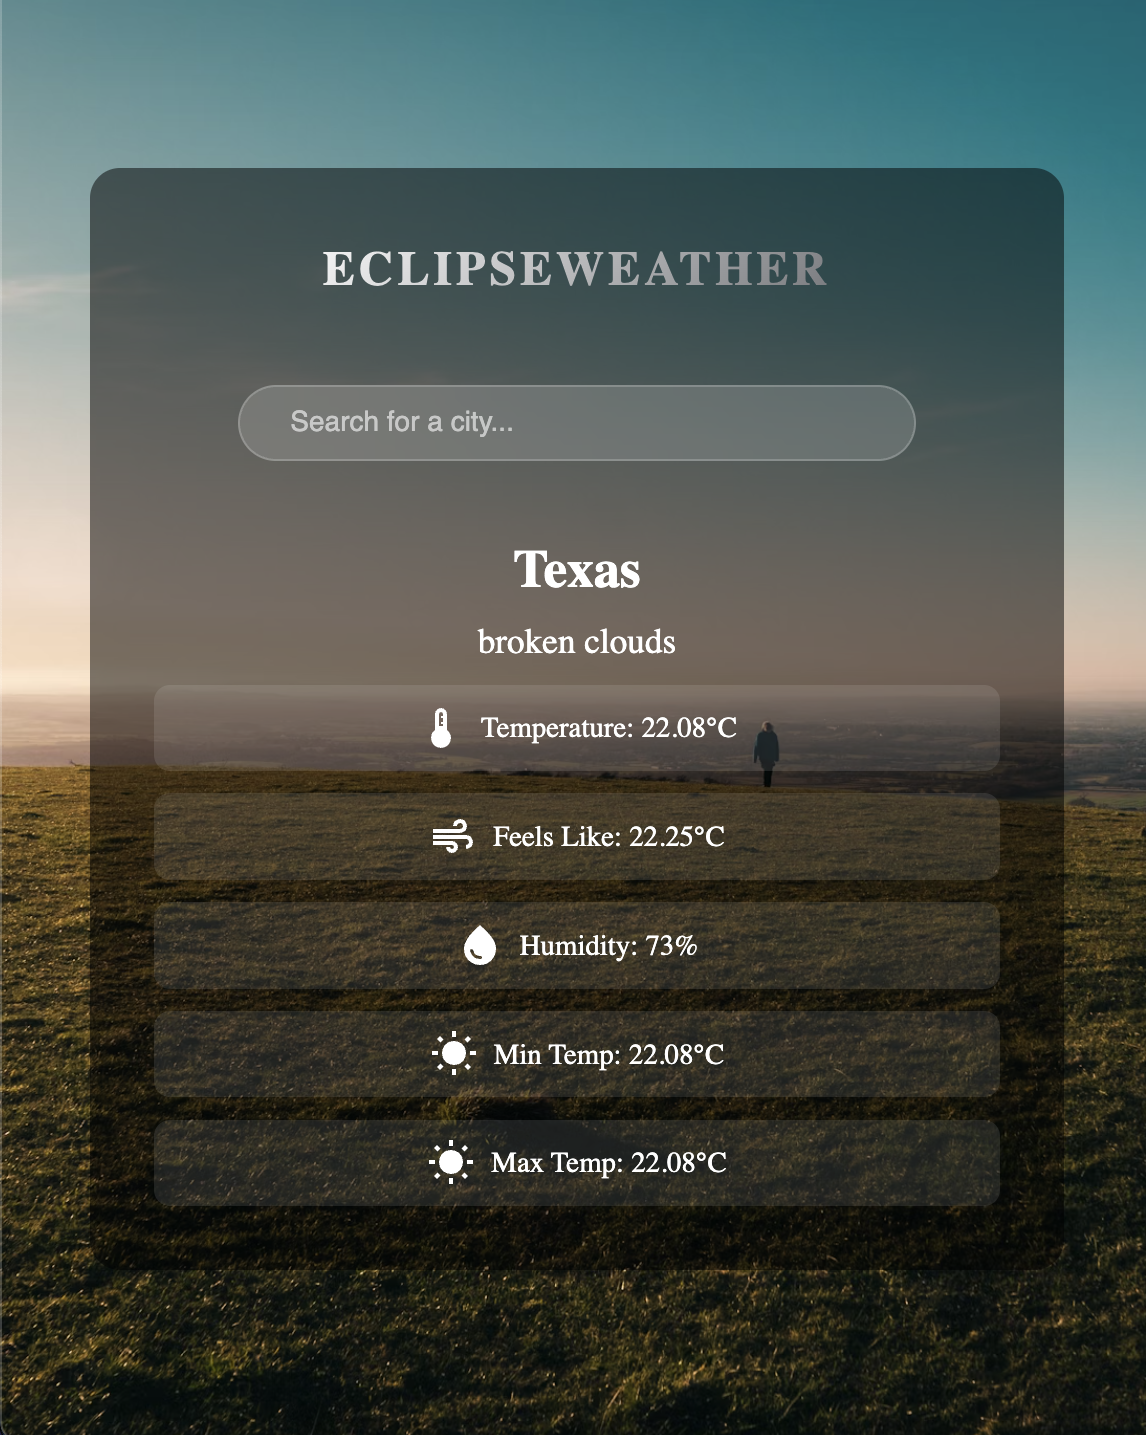 ECLIPSEWEATHER
Search for a city...
Texas
broken clouds
Temperature: 22.08°C
Feels Like: 22.25°C
Humidity: 73%
Min Temp: 22.08°C
Max Temp: 22.08°C